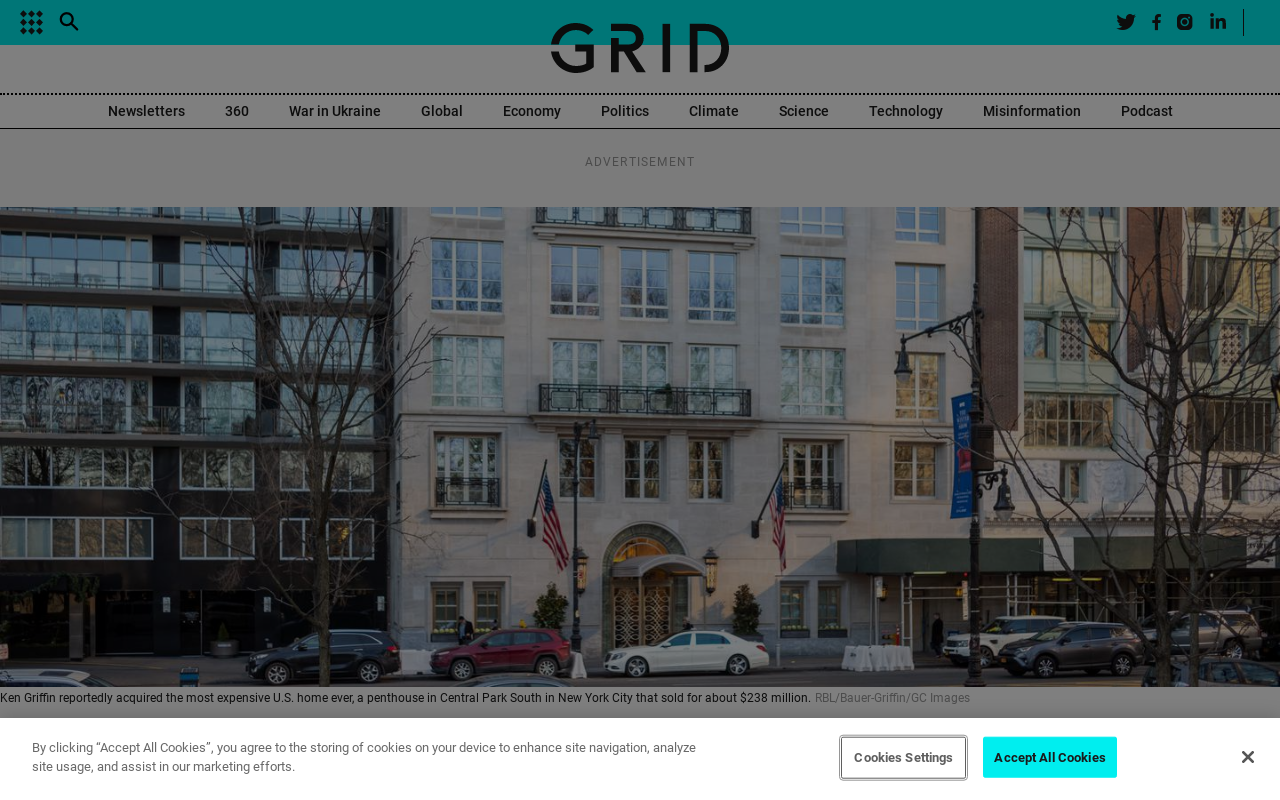 GRID
Newsletters 360 War in Ukraine Global Economy Politics Climate Science Technology Misinformation Podcast
ADVERTISEMENT
Ken Griffin reportedly acquired the most expensive U.S. home ever, a penthouse in Central Park South in New York City that sold for about $238 million. RBL/Bauer-Griffin/GC Images
By clicking “Accept All Cookies”, you agree to the storing of cookies on your device to enhance site navigation, analyze
site usage, and assist in our marketing efforts.
Cookies Settings
Accept All Cookies